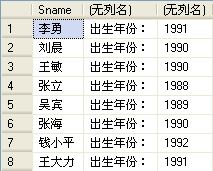 Sname (无列名) (无列名)
1 李勇 出生年份： 1991
2 刘晨 出生年份： 1990
3 王敏 出生年份： 1990
4 张立 出生年份： 1988
5 吴宾 出生年份： 1989
6 张海 出生年份： 1990
7 钱小平 出生年份： 1992
8 王大力 出生年份： 1991